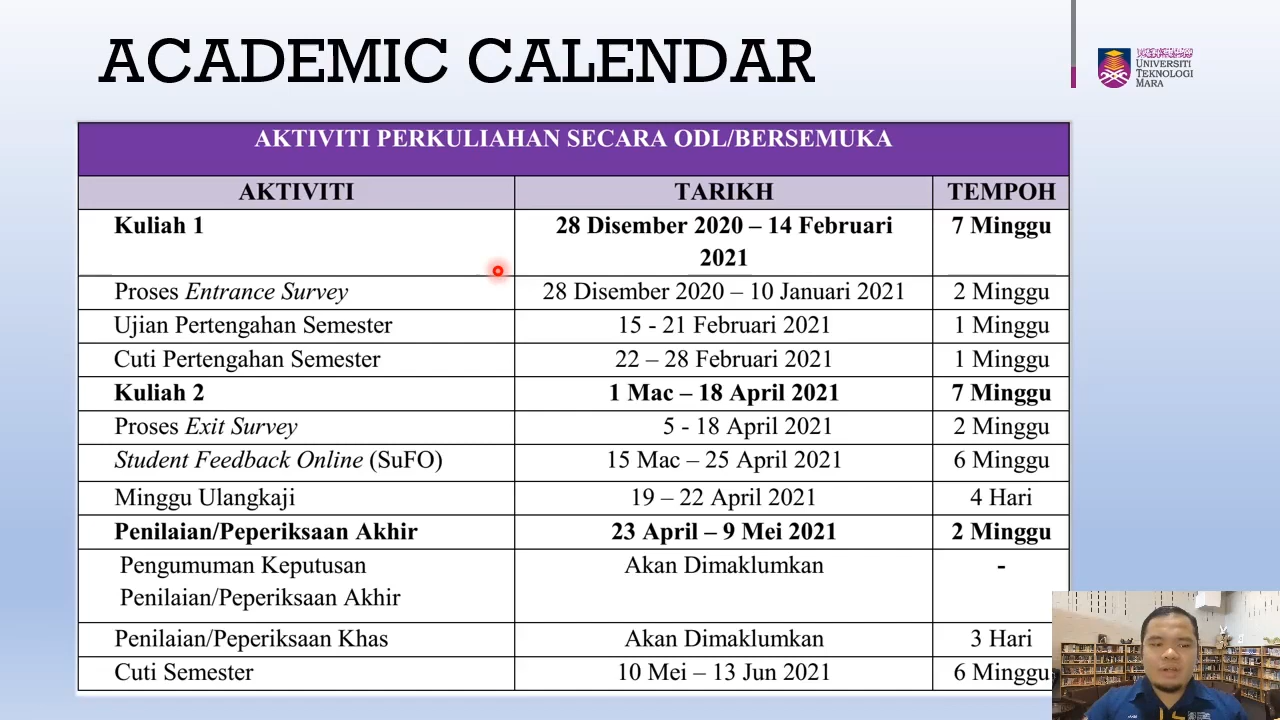 ACADEMIC CALENDAR
UNIVERSITI
TEKNOLOGI
MARA
AKTIVITI PERKULIAHAN SECARA ODL/BERSEMUKA
AKTIVITI TARIKH TEMPOH
Kuliah 1 28 Disember 2020 – 14 Februari 7 Minggu
2021
Proses Entrance Survey 28 Disember 2020 – 10 Januari 2021 2 Minggu
Ujian Pertengahan Semester 15 - 21 Februari 2021 1 Minggu
Cuti Pertengahan Semester 22 – 28 Februari 2021 1 Minggu
Kuliah 2 1 Mac – 18 April 2021 7 Minggu
Proses Exit Survey 5 - 18 April 2021 2 Minggu
Student Feedback Online (SuFO) 15 Mac – 25 April 2021 6 Minggu
Minggu Ulangkaji 19 – 22 April 2021 4 Hari
Penilaian/Peperiksaan Akhir 23 April – 9 Mei 2021 2 Minggu
Pengumuman Keputusan Akan Dimaklumkan -
Penilaian/Peperiksaan Akhir
Penilaian/Peperiksaan Khas Akan Dimaklumkan 3 Hari
Cuti Semester 10 Mei – 13 Jun 2021 6 Minggu